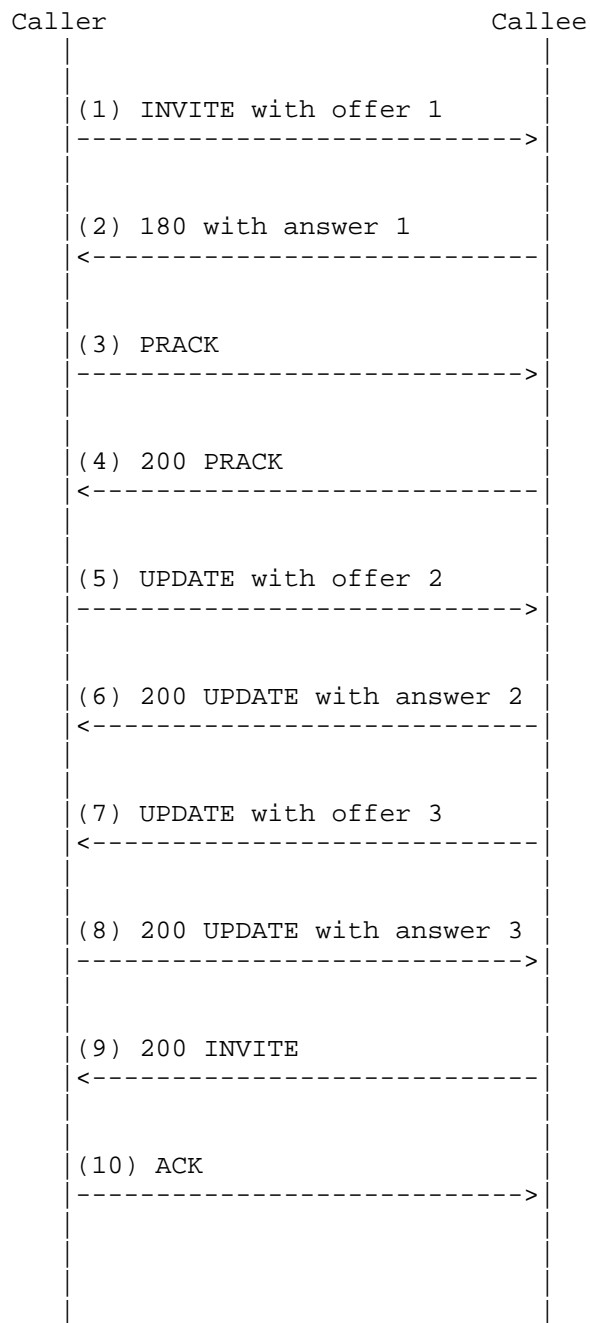 Caller Callee
(1) INVITE with offer 1
(2) 180 with answer 1
(3) PRACK
(4) 200 PRACK
(5) UPDATE with offer 2
(6) 200 UPDATE with answer 2
(7) UPDATE with offer 3
(8) 200 UPDATE with answer 3
(9) 200 INVITE
(10) ACK